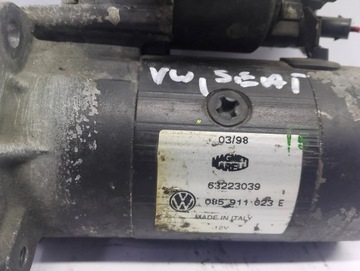 VW, SEAT
03/98
MAGNETI
MARELLI
63223039
085 911 023 E
MADE IN ITALY
12V